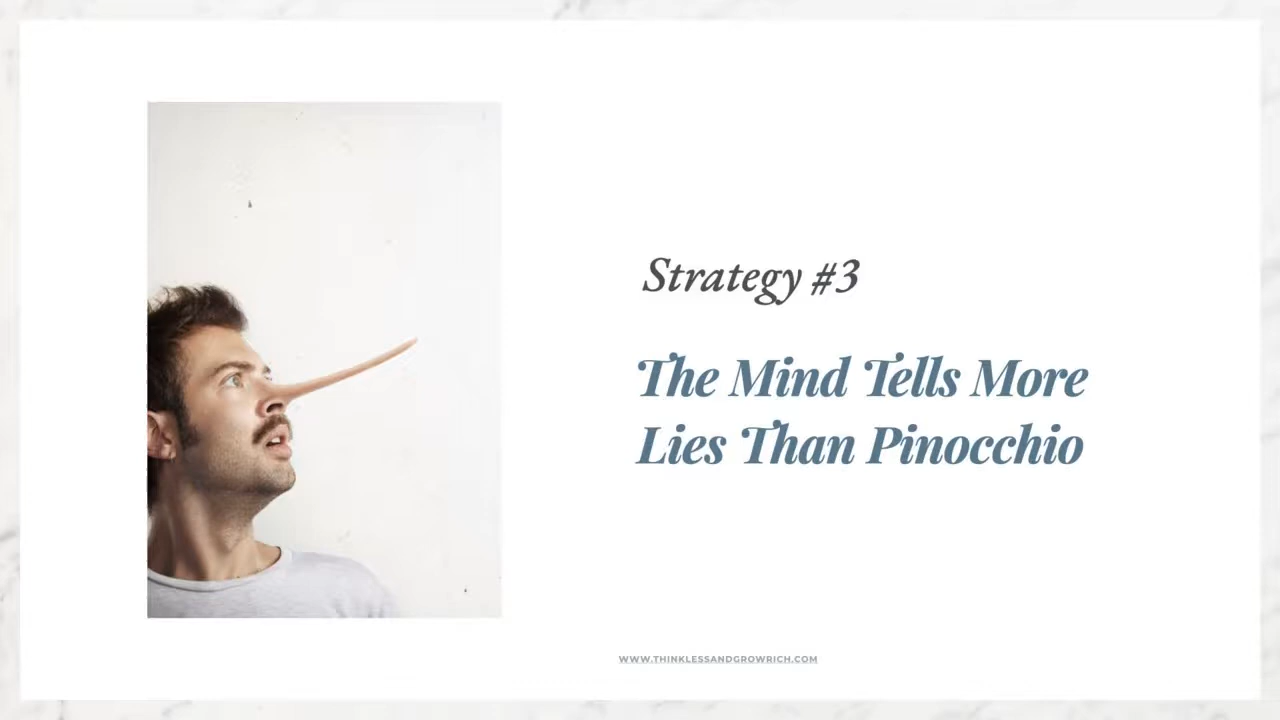 Strategy #3
The Mind Tells More
Lies Than Pinocchio
WWW.THINKLESSANDGROWRICH.COM